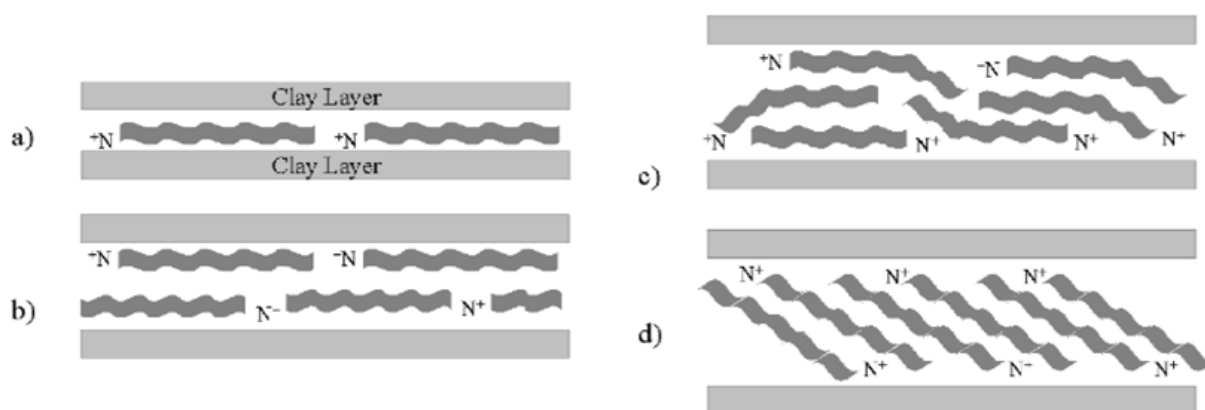 a)
Clay Layer
+N +N
Clay Layer
b)
+N −N
N− N+
c)
+N −N
+N N+ N+ N+
d)
N+ N+ N+
N+ N− N+